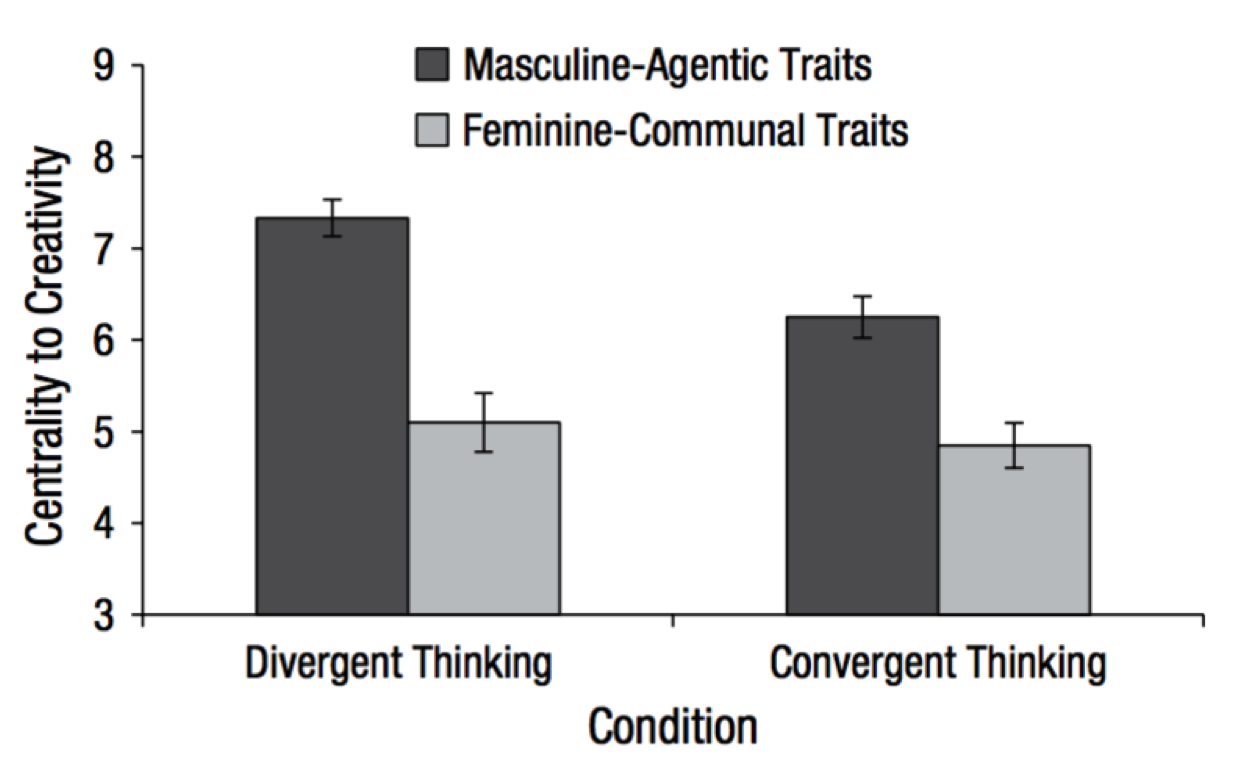 Masculine-Agentic Traits
Feminine-Communal Traits
Centrality to Creativity
9
8
7
6
5
4
3
Divergent Thinking
Convergent Thinking
Condition